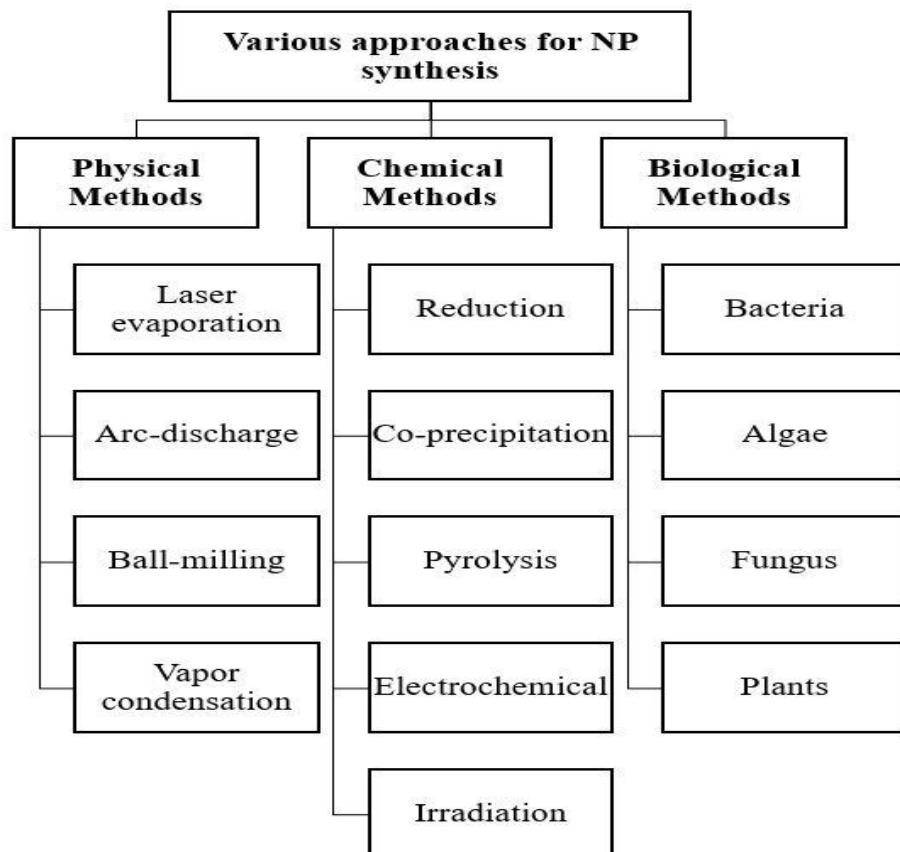 Various approaches for NP
synthesis
Physical
Methods
Laser
evaporation
Arc-discharge
Ball-milling
Vapor
condensation
Chemical
Methods
Reduction
Co-precipitation
Pyrolysis
Electrochemical
Irradiation
Biological
Methods
Bacteria
Algae
Fungus
Plants